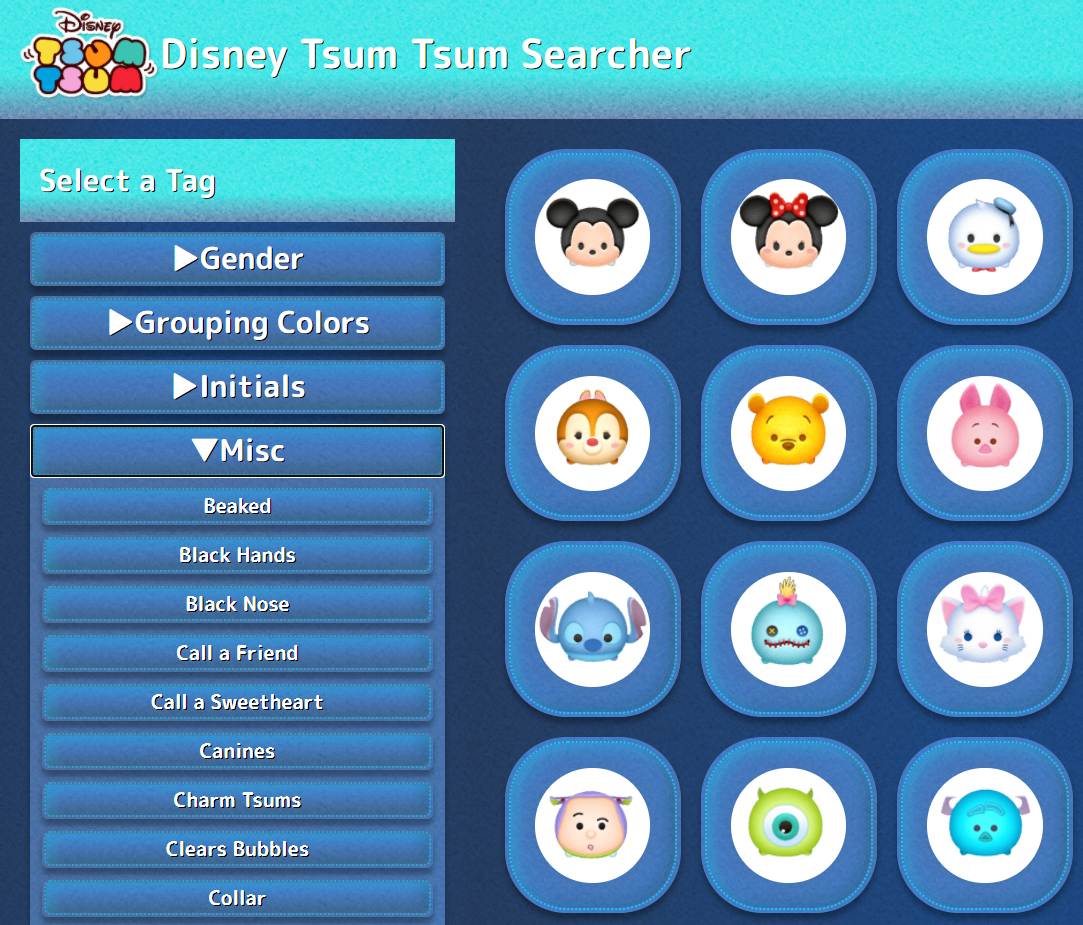 Disney
TSUM
TSUM
Disney Tsum Tsum Searcher
Select a Tag
▶Gender
▶Grouping Colors
▶Initials
▼Misc
Beaked
Black Hands
Black Nose
Call a Friend
Call a Sweetheart
Canines
Charm Tsums
Clears Bubbles
Collar